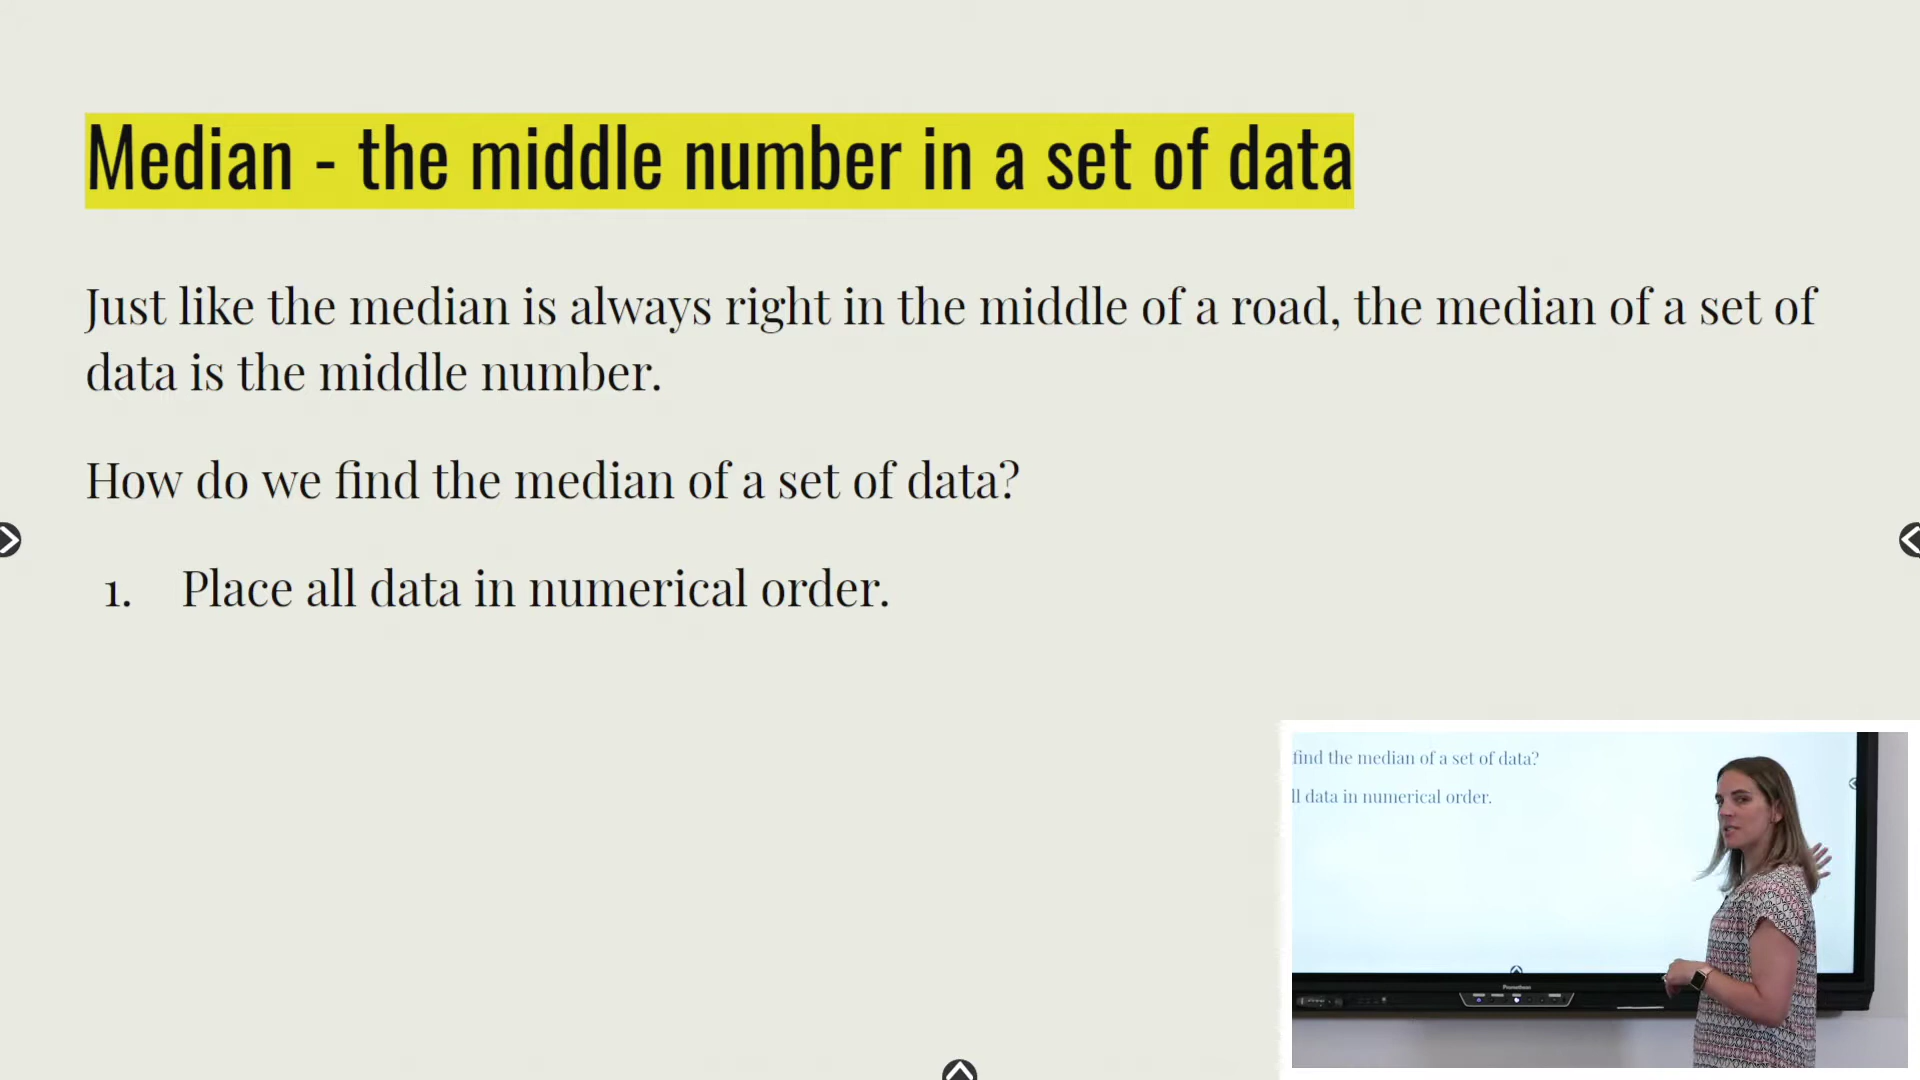 Median - the middle number in a set of data
Just like the median is always right in the middle of a road, the median of a set of
data is the middle number.
How do we find the median of a set of data?
1. Place all data in numerical order.
find the median of a set of data?
ll data in numerical order.
Promethean